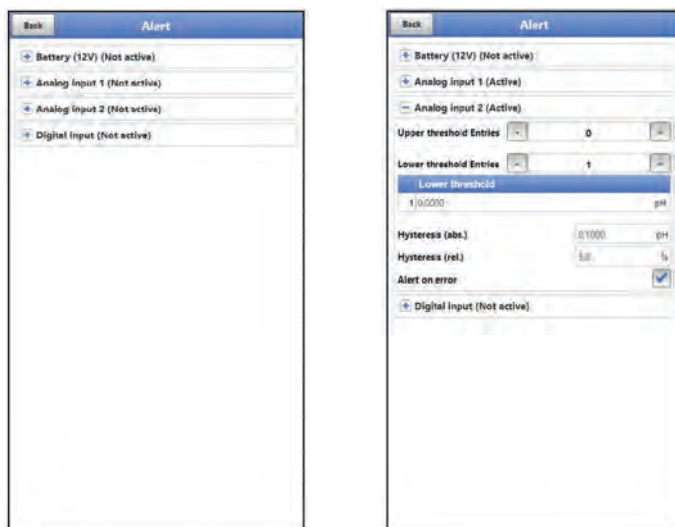 Back Alert
+ Battery (12V) (Not active)
+ Analog input 1 (Not active)
+ Analog input 2 (Not active)
+ Digital input (Not active)
Back Alert
+ Battery (12V) (Not active)
+ Analog input 1 (Active)
− Analog input 2 (Active)
Upper threshold Entries - 0 +
Lower threshold Entries - 1 +
Lower threshold
1 0.0000 pH
Hysteresis (abs.) 0.1000 pH
Hysteresis (rel.) 5.0 %
Alert on error
+ Digital input (Not active)